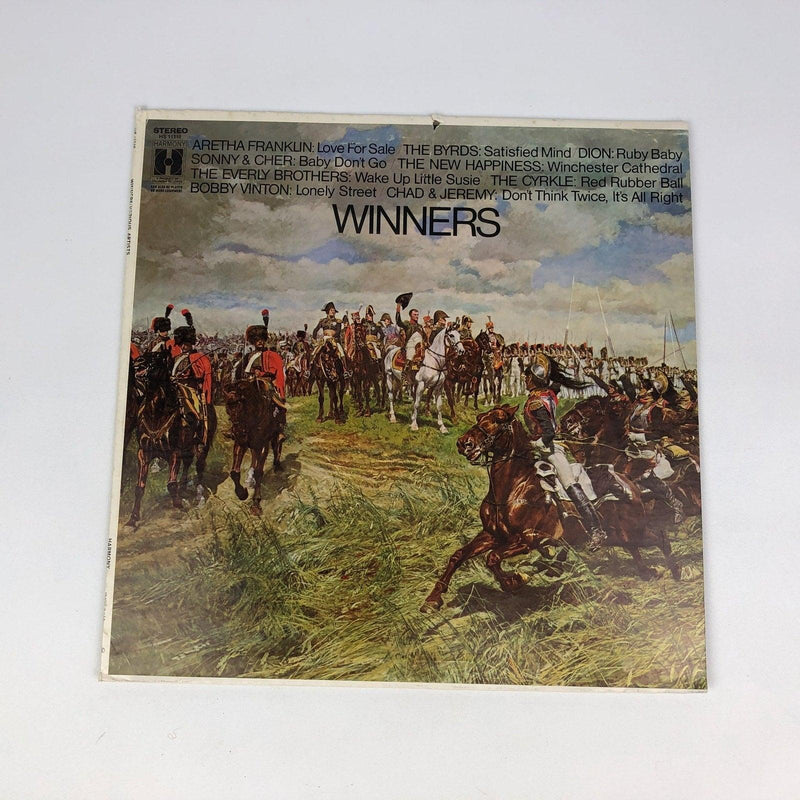 STEREO
HARMONY
ARETHA FRANKLIN: Love For Sale THE BYRDS: Satisfied Mind DION: Ruby Baby
SONNY & CHER: Baby Don't Go THE NEW HAPPINESS: Winchester Cathedral
THE EVERLY BROTHERS: Wake Up Little Susie THE CYRKLE: Red Rubber Ball
BOBBY VINTON: Lonely Street CHAD & JEREMY: Don't Think Twice, It's All Right
WINNERS
HARMONY